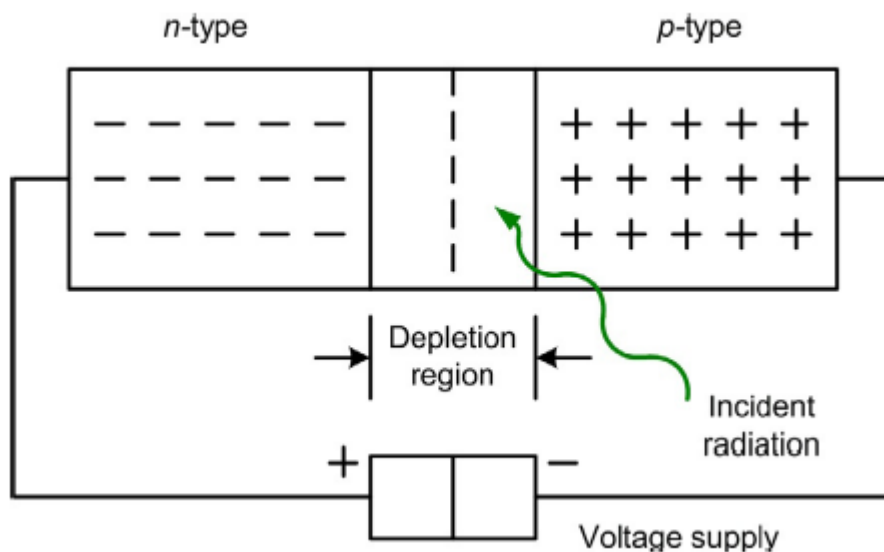 n-type
p-type
Depletion
region
Incident
radiation
+
−
Voltage supply